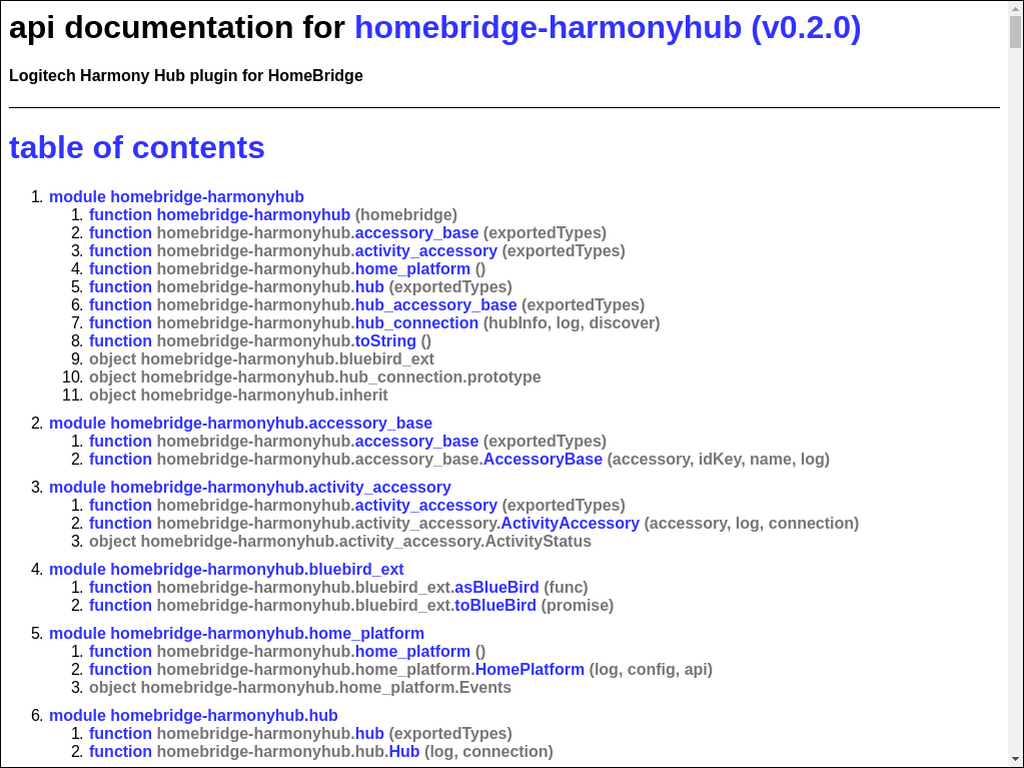 api documentation for homebridge-harmonyhub (v0.2.0)
Logitech Harmony Hub plugin for HomeBridge
table of contents
1. module homebridge-harmonyhub
1. function homebridge-harmonyhub (homebridge)
2. function homebridge-harmonyhub.accessory_base (exportedTypes)
3. function homebridge-harmonyhub.activity_accessory (exportedTypes)
4. function homebridge-harmonyhub.home_platform ()
5. function homebridge-harmonyhub.hub (exportedTypes)
6. function homebridge-harmonyhub.hub_accessory_base (exportedTypes)
7. function homebridge-harmonyhub.hub_connection (hubInfo, log, discover)
8. function homebridge-harmonyhub.toString ()
9. object homebridge-harmonyhub.bluebird_ext
10. object homebridge-harmonyhub.hub_connection.prototype
11. object homebridge-harmonyhub.inherit
2. module homebridge-harmonyhub.accessory_base
1. function homebridge-harmonyhub.accessory_base (exportedTypes)
2. function homebridge-harmonyhub.accessory_base.AccessoryBase (accessory, idKey, name, log)
3. module homebridge-harmonyhub.activity_accessory
1. function homebridge-harmonyhub.activity_accessory (exportedTypes)
2. function homebridge-harmonyhub.activity_accessory.ActivityAccessory (accessory, log, connection)
3. object homebridge-harmonyhub.activity_accessory.ActivityStatus
4. module homebridge-harmonyhub.bluebird_ext
1. function homebridge-harmonyhub.bluebird_ext.asBlueBird (func)
2. function homebridge-harmonyhub.bluebird_ext.toBlueBird (promise)
5. module homebridge-harmonyhub.home_platform
1. function homebridge-harmonyhub.home_platform ()
2. function homebridge-harmonyhub.home_platform.HomePlatform (log, config, api)
3. object homebridge-harmonyhub.home_platform.Events
6. module homebridge-harmonyhub.hub
1. function homebridge-harmonyhub.hub (exportedTypes)
2. function homebridge-harmonyhub.hub.Hub (log, connection)